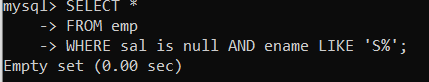 mysql> SELECT *
    -> FROM emp
    -> WHERE sal is null AND ename LIKE 'S%';
Empty set (0.00 sec)